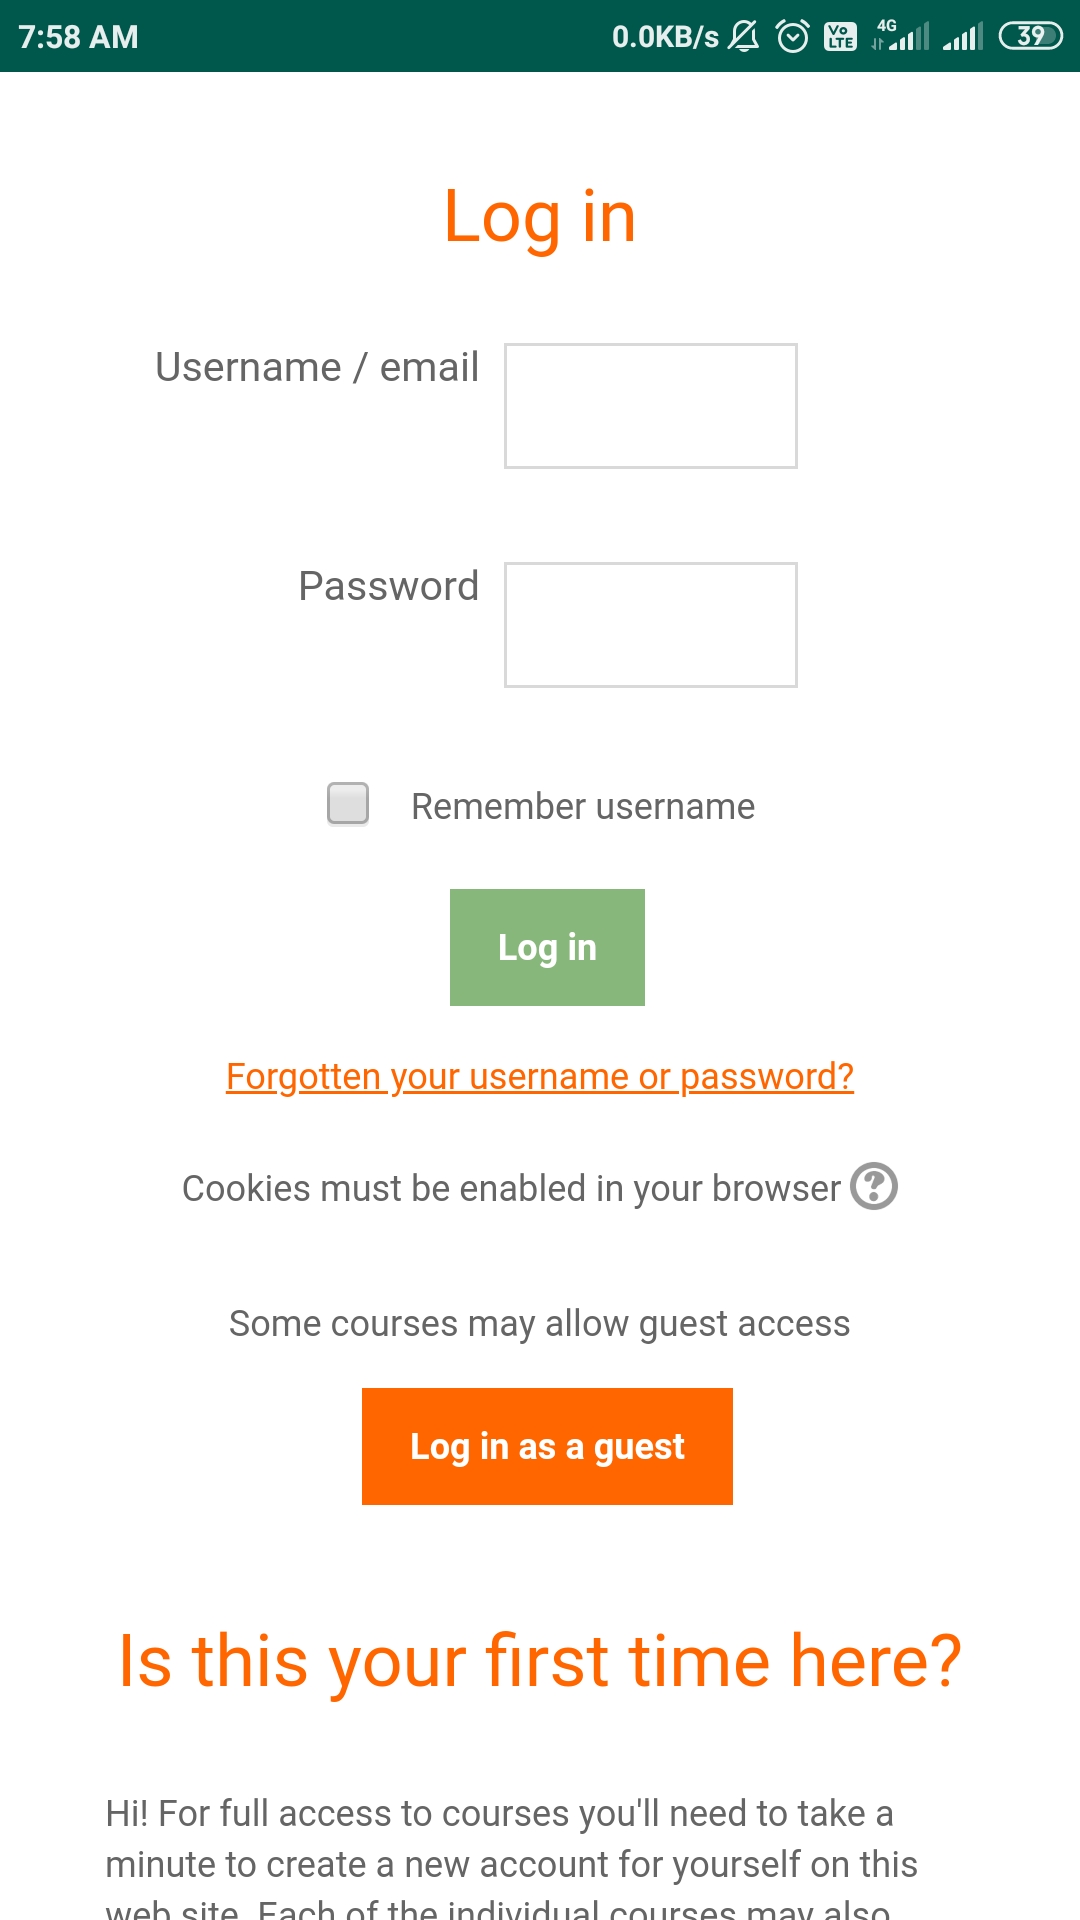 7:58 AM 0.0KB/s Vo LTE 4G 39
Log in
Username / email
Password
Remember username
Log in
Forgotten your username or password?
Cookies must be enabled in your browser ?
Some courses may allow guest access
Log in as a guest
Is this your first time here?
Hi! For full access to courses you'll need to take a
minute to create a new account for yourself on this
web site. Each of the individual courses may also